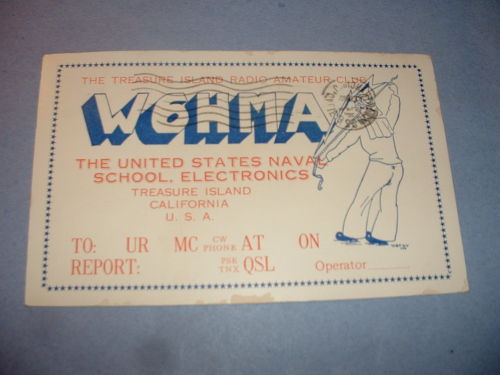 THE TREASURE ISLAND RADIO AMATEUR CLUB
W6HMA
THE UNITED STATES NAVAL
SCHOOL, ELECTRONICS
TREASURE ISLAND
CALIFORNIA
U. S. A.
TO: UR MC CW PHONE AT ON
REPORT: PSE TNX QSL Operator